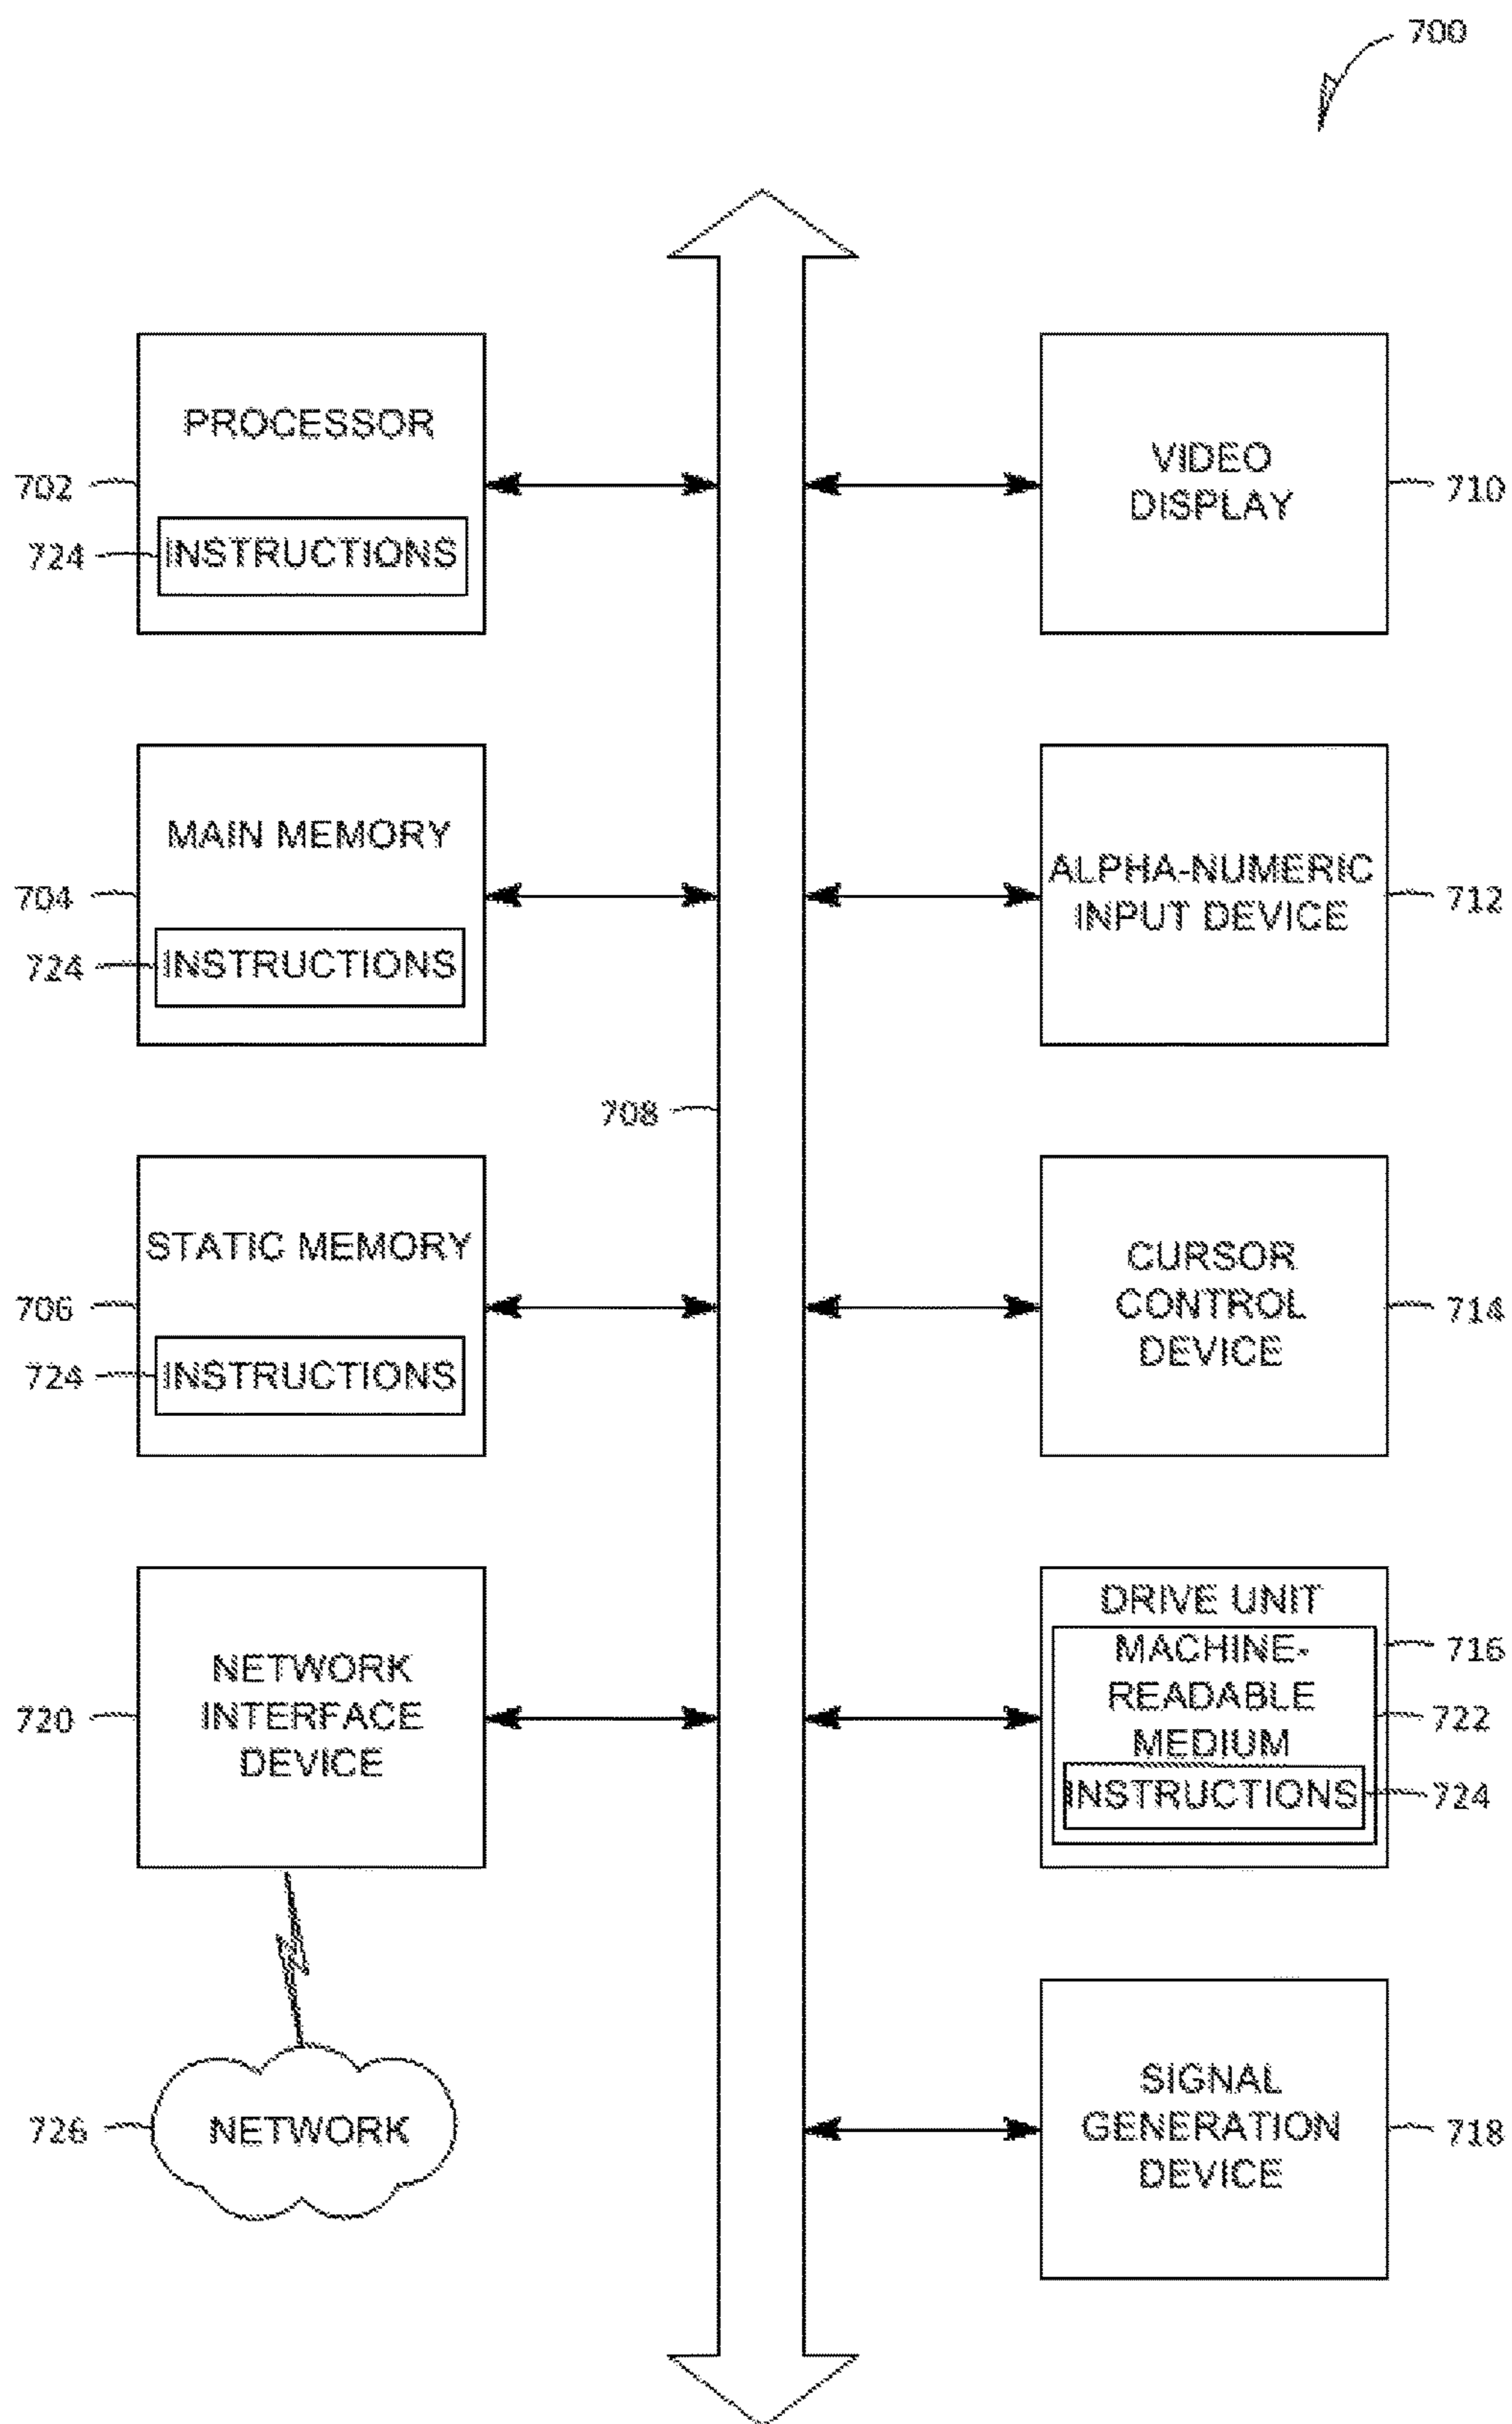 700
PROCESSOR
702
724
INSTRUCTIONS
VIDEO
DISPLAY
710
MAIN MEMORY
704
724
INSTRUCTIONS
ALPHA-NUMERIC
INPUT DEVICE
712
708
STATIC MEMORY
706
724
INSTRUCTIONS
CURSOR
CONTROL
DEVICE
714
NETWORK
INTERFACE
DEVICE
720
DRIVE UNIT
716
MACHINE-
READABLE
MEDIUM
722
INSTRUCTIONS
724
NETWORK
726
SIGNAL
GENERATION
DEVICE
718